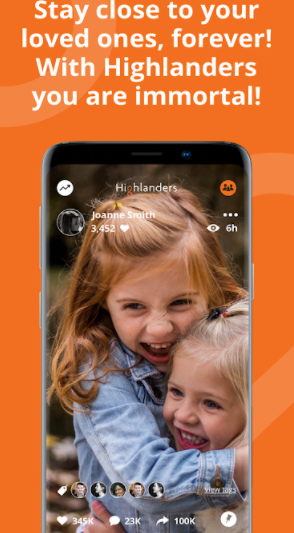 Stay close to your
loved ones, forever!
With Highlanders
you are immortal!
Highlanders
Joanne Smith
3,452
6h
View tags
345K
23K
100K